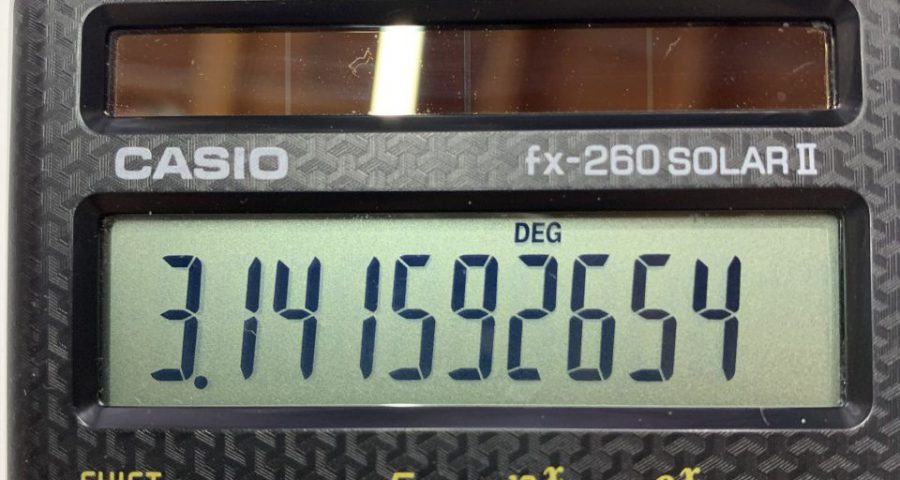 CASIO fx-260 SOLAR II
DEG
3.141592654